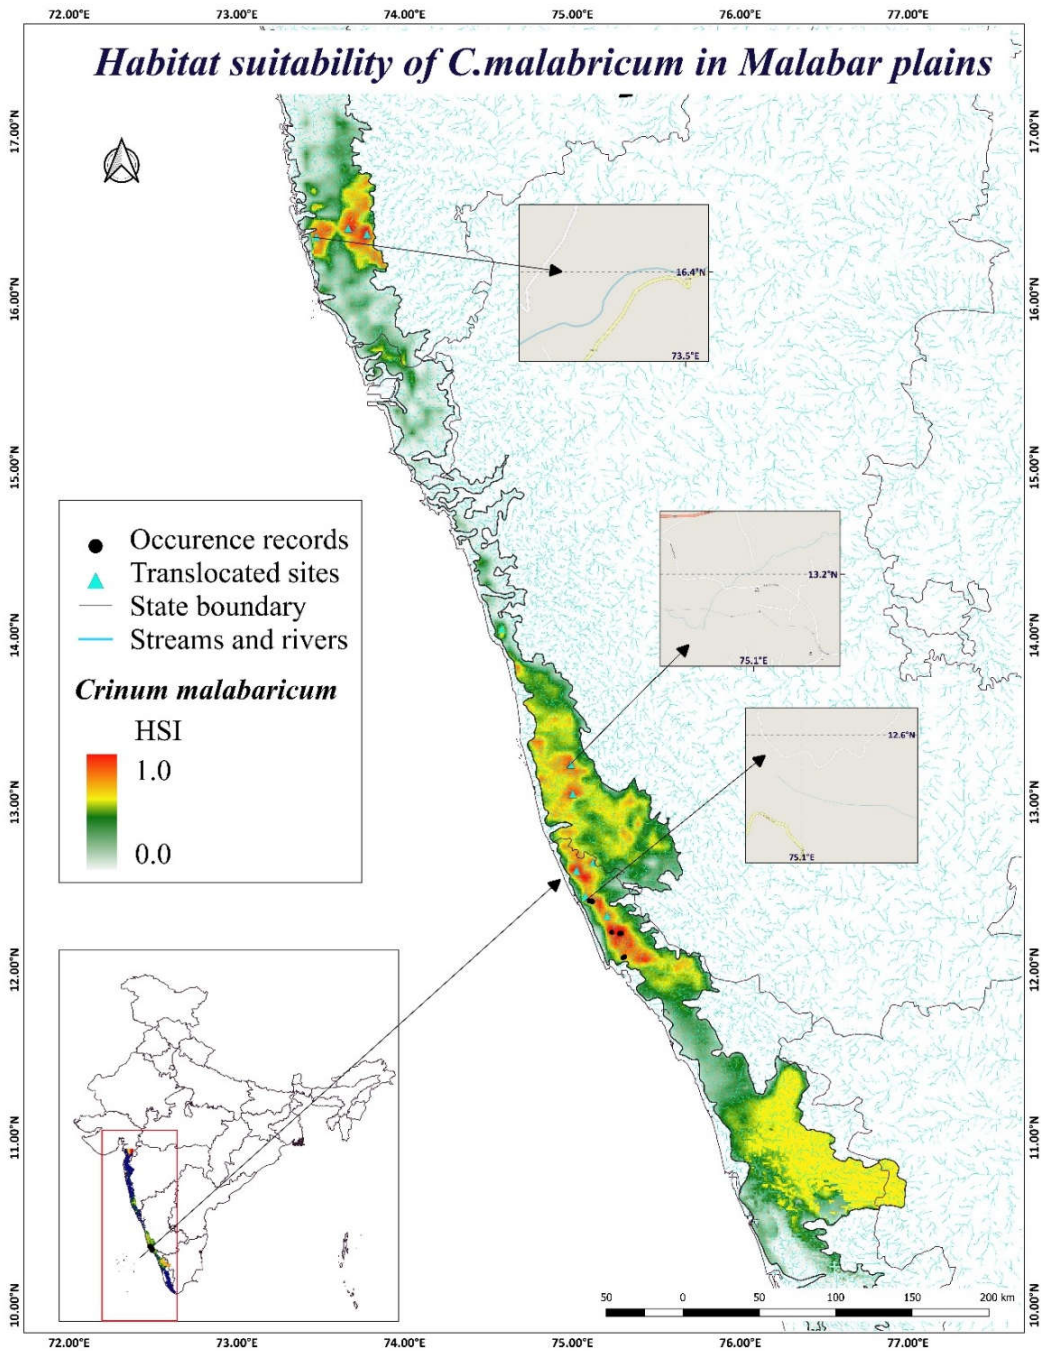 72.00°E 73.00°E 74.00°E 75.00°E 76.00°E 77.00°E
Habitat suitability of C.malabricum in Malabar plains
17.00°N
17.00°N
16.4°N
73.5°E
16.00°N
16.00°N
15.00°N
15.00°N
Occurence records
Translocated sites
State boundary
Streams and rivers
Crinum malabaricum
HSI
1.0
0.0
13.2°N
75.1°E
14.00°N
14.00°N
12.6°N
75.1°E
13.00°N
13.00°N
12.00°N
12.00°N
11.00°N
11.00°N
10.00°N
10.00°N
50 0 50 100 150 200 km
72.00°E 73.00°E 74.00°E 75.00°E 76.00°E 77.00°E